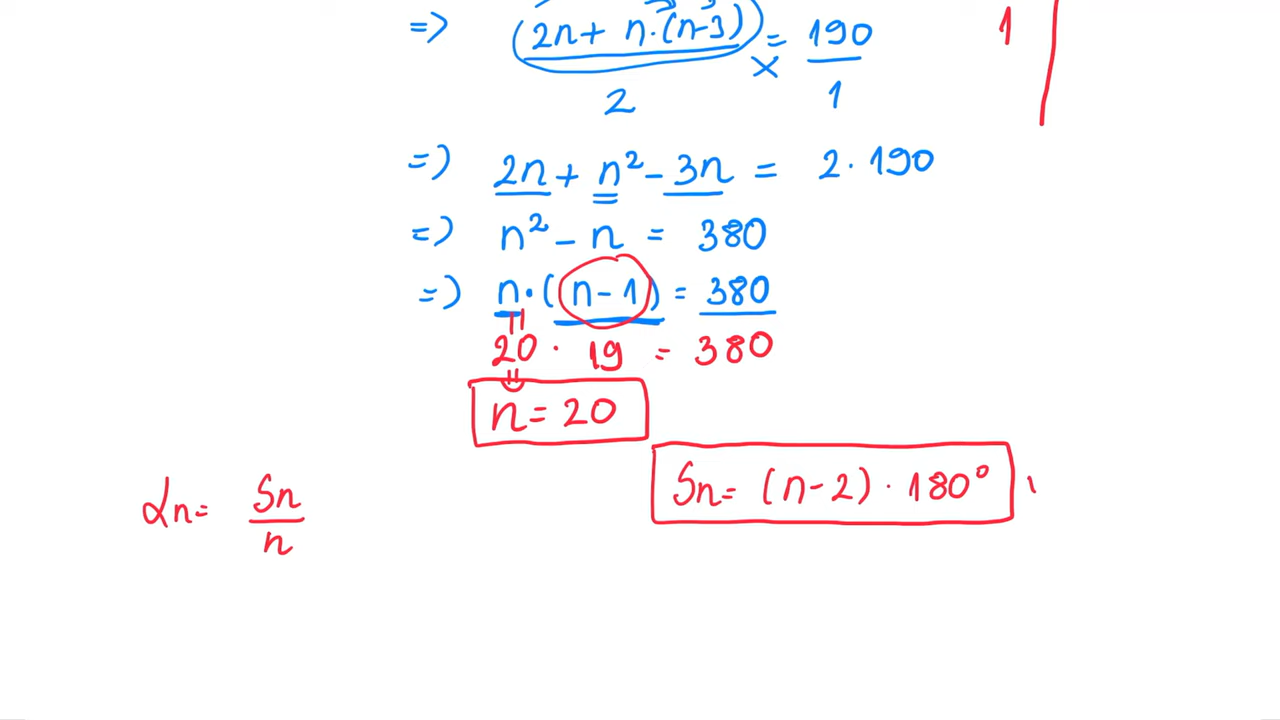 => (2n + n·(n-3)) / 2 = 190 / 1
1
=> 2n + n² - 3n = 2·190
=> n² - n = 380
=> n·(n-1) = 380
20 · 19 = 380
n = 20
αn = Sn / n
Sn = (n-2) · 180°